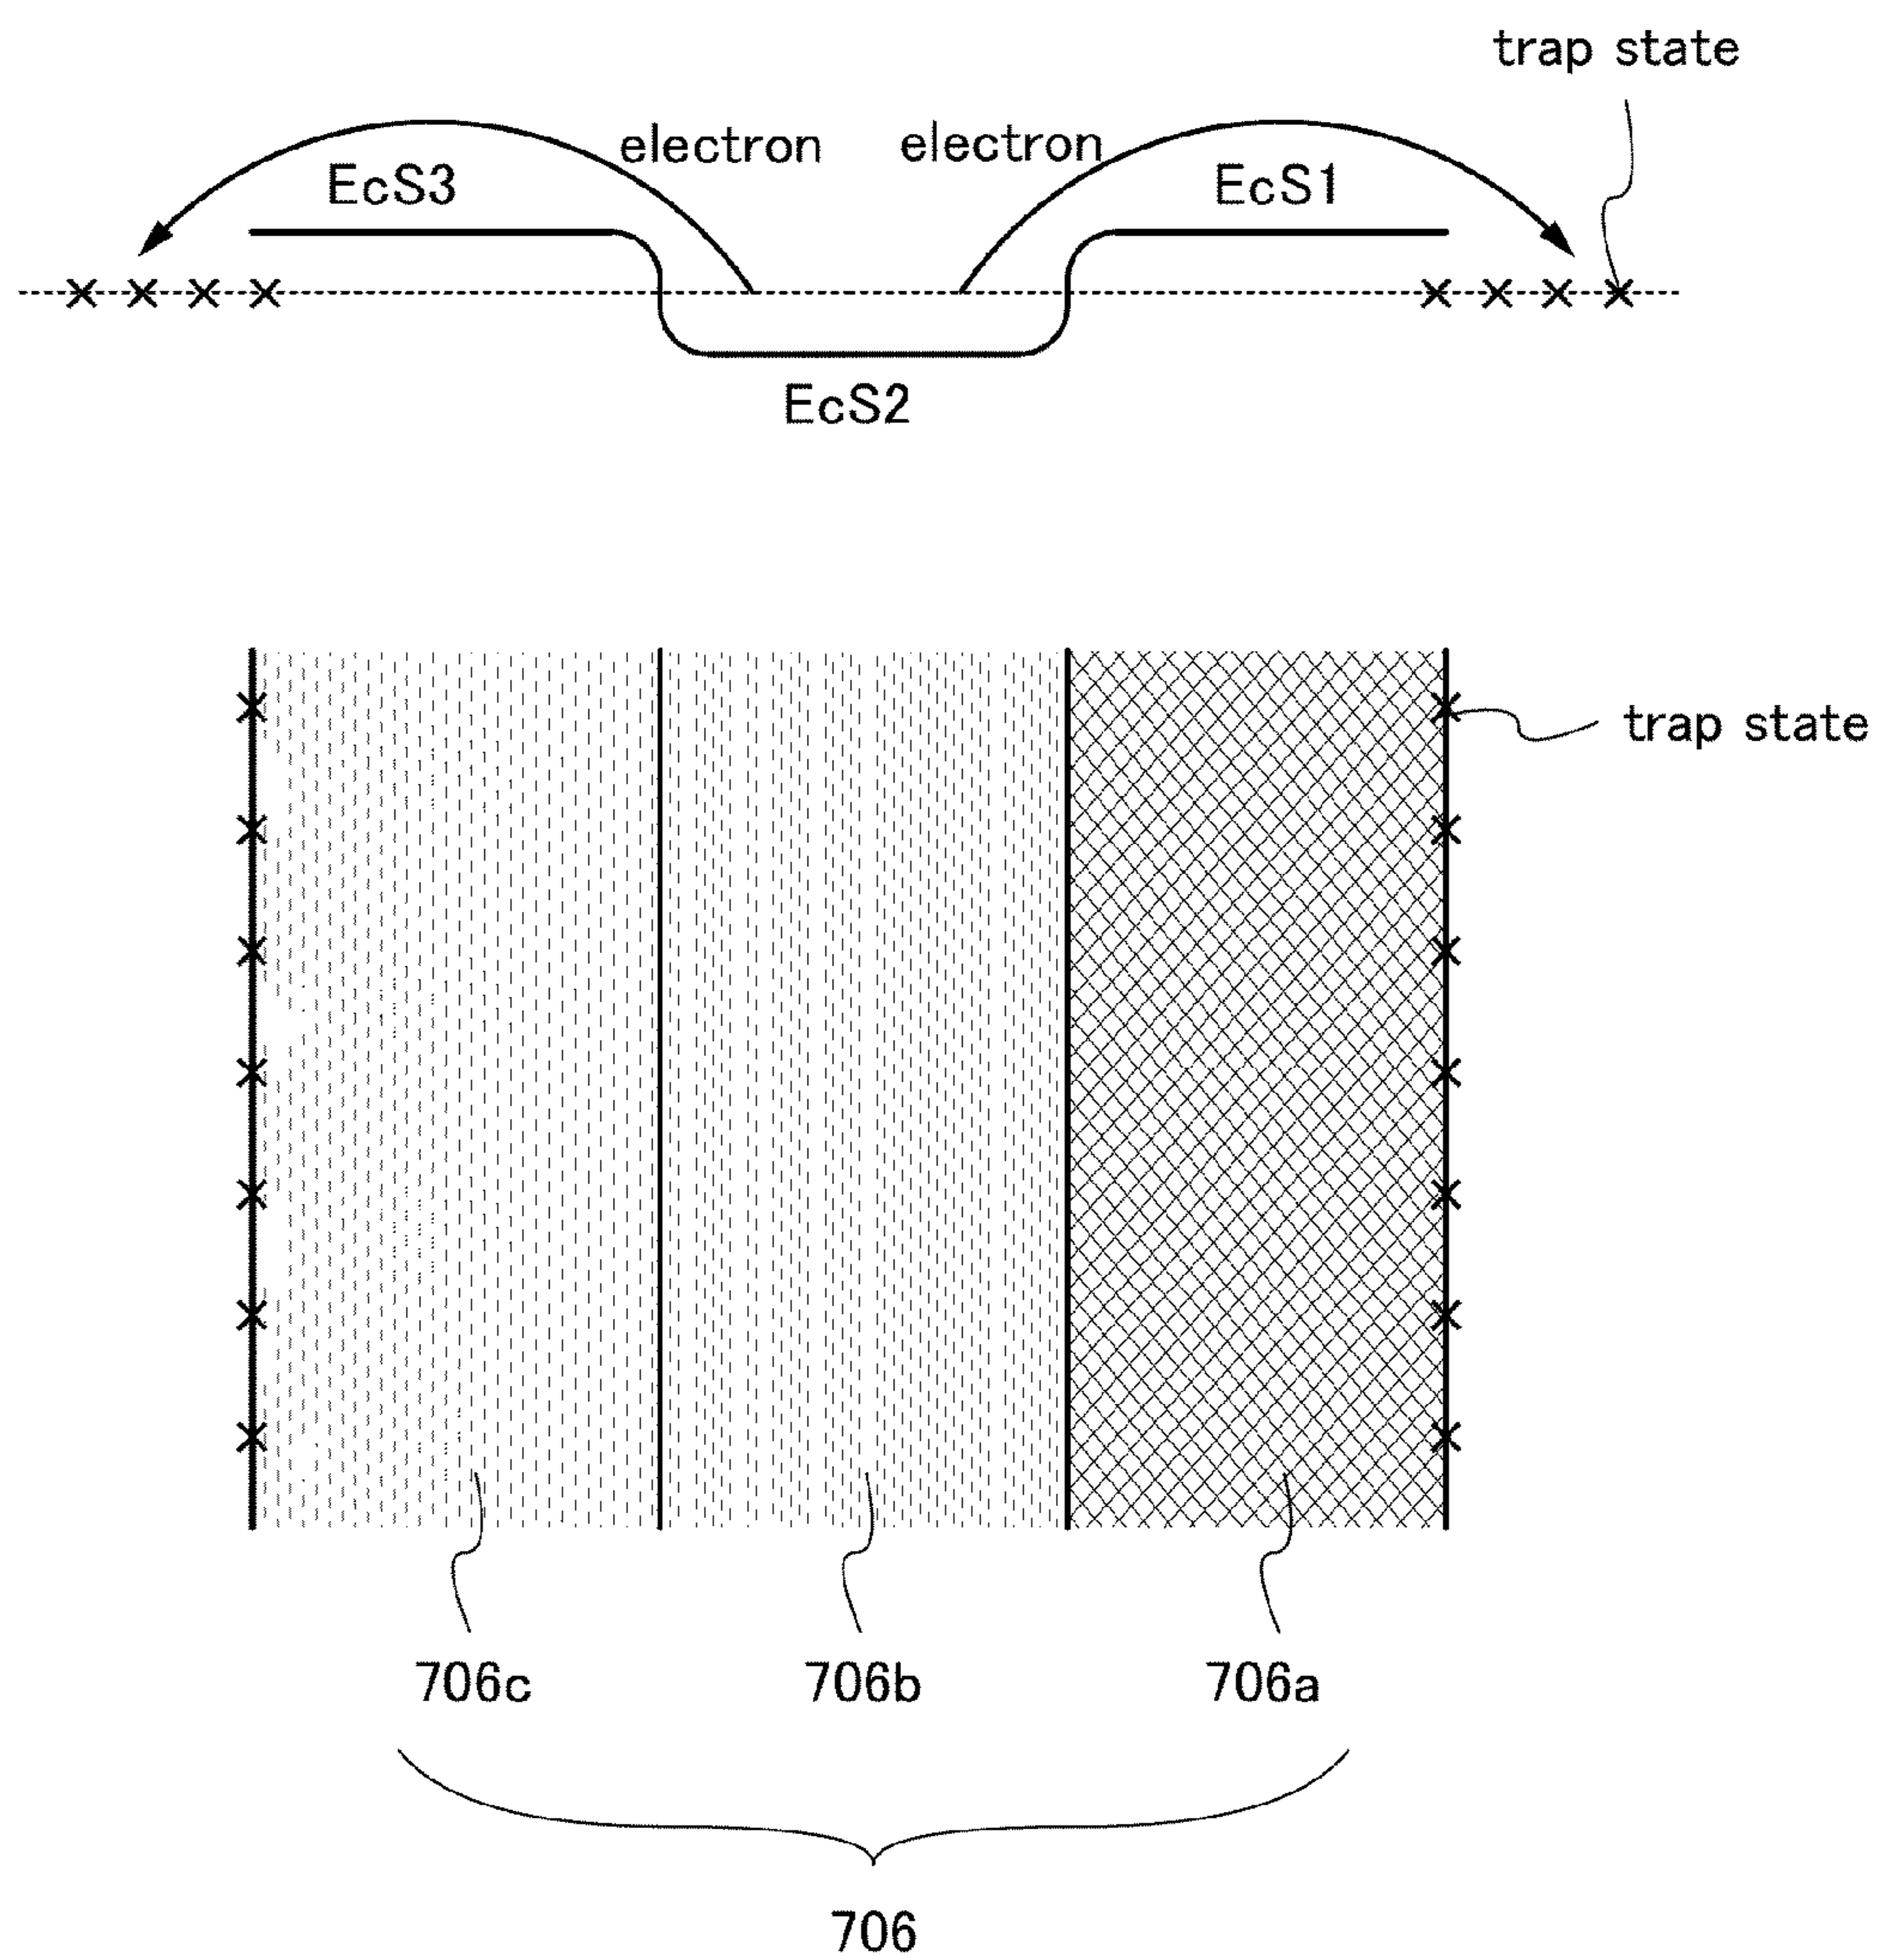 trap state
electron electron
EcS3 EcS1
EcS2
trap state
706c 706b 706a
706